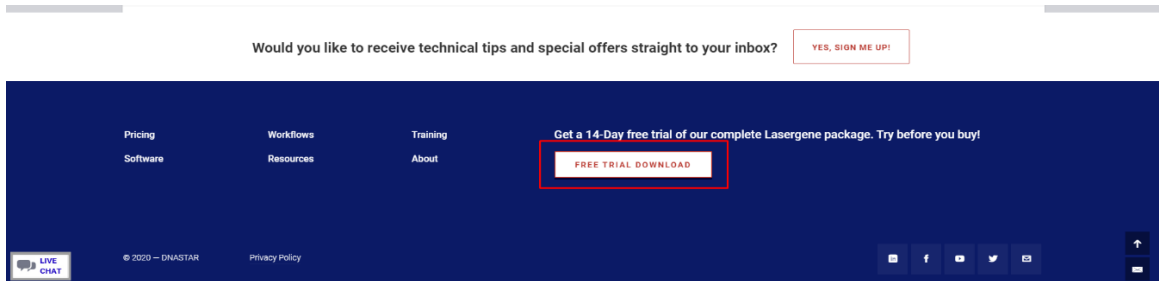 Would you like to receive technical tips and special offers straight to your inbox?
YES, SIGN ME UP!
Pricing
Workflows
Training
Software
Resources
About
Get a 14-Day free trial of our complete Lasergene package. Try before you buy!
FREE TRIAL DOWNLOAD
LIVE
CHAT
© 2020 — DNASTAR
Privacy Policy